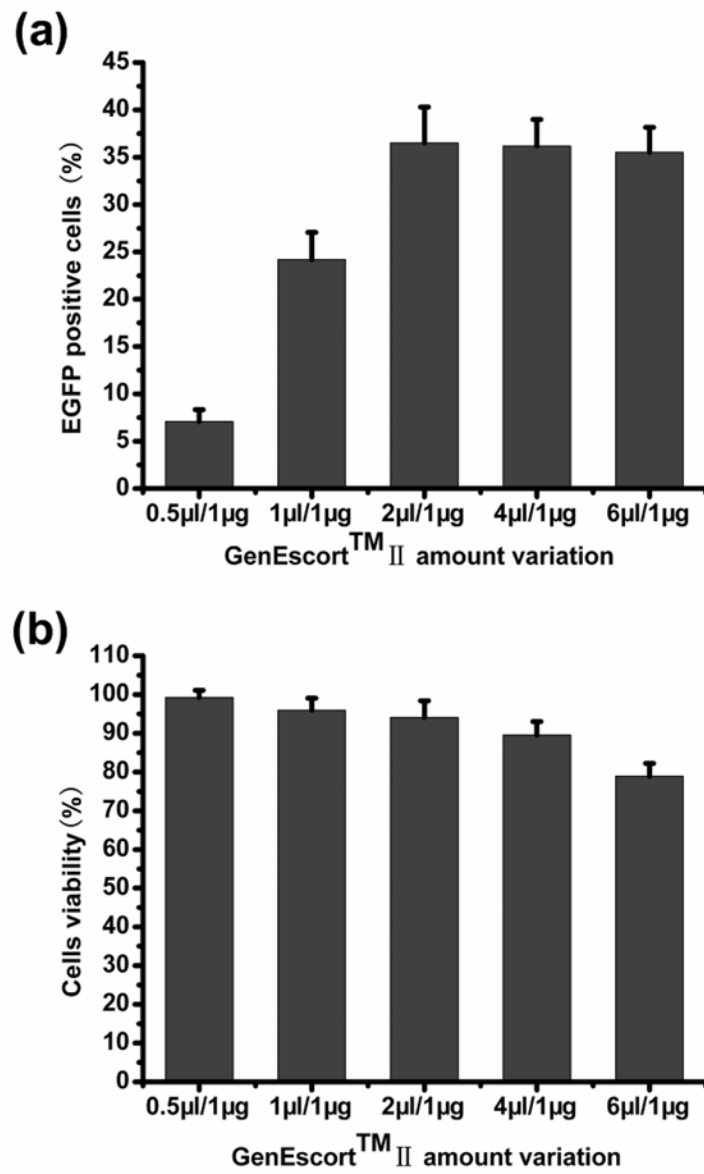 (a)
45
40
35
30
25
20
15
10
5
0
EGFP positive cells (%)
0.5μl/1μg 1μl/1μg 2μl/1μg 4μl/1μg 6μl/1μg
GenEscort™ Ⅱ amount variation
(b)
110
100
90
80
70
60
50
40
30
20
10
0
Cells viability(%)
0.5μl/1μg 1μl/1μg 2μl/1μg 4μl/1μg 6μl/1μg
GenEscort™ Ⅱ amount variation